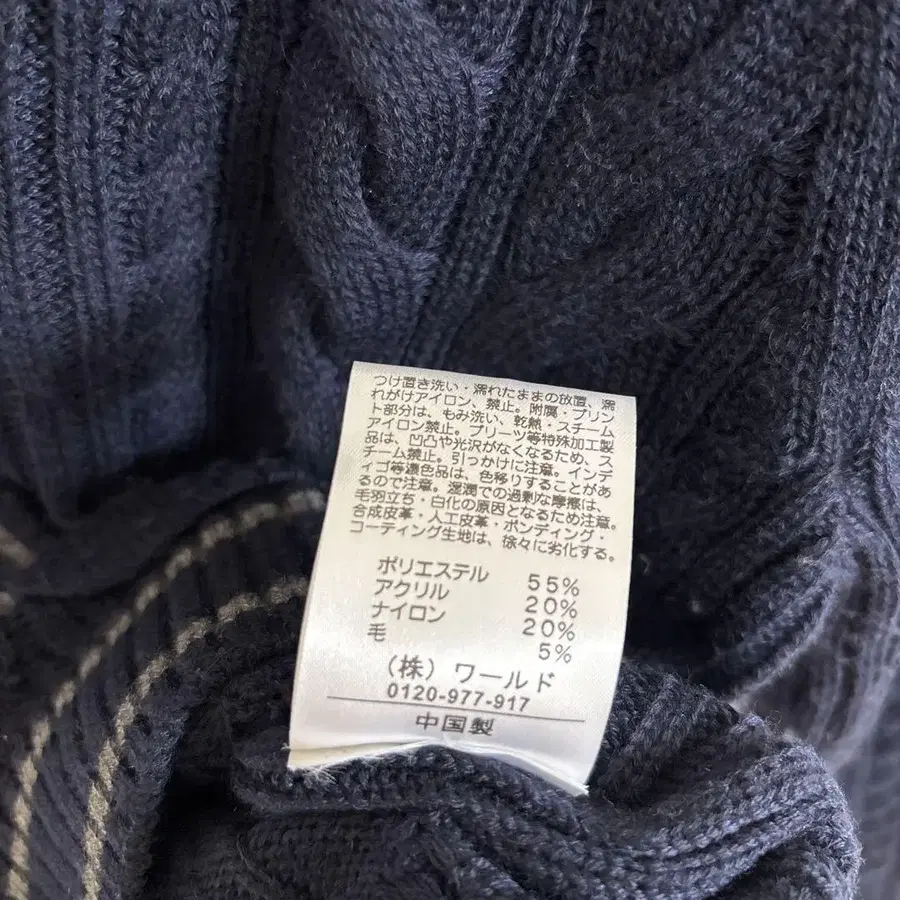 つけ置き洗い・濡れたままの放置、濡
れがけアイロン、禁止。附属・プリン
ト部分は、もみ洗い、乾熱・スチーム
アイロン禁止。プリーツ等特殊加工製
品は、凹凸や光沢がなくなるため、ス
チーム禁止。引っかけに注意。インデ
ィゴ等濃色品は、色移りすることがあ
るので注意。湿潤での過剰な摩擦は、
毛羽立ち・白化の原因となるため注意。
合成皮革・人工皮革・ボンディング・
コーティング生地は、徐々に劣化する。
ポリエステル 55%
アクリル 20%
ナイロン 20%
毛 5%
(株) ワールド
0120-977-917
中国製